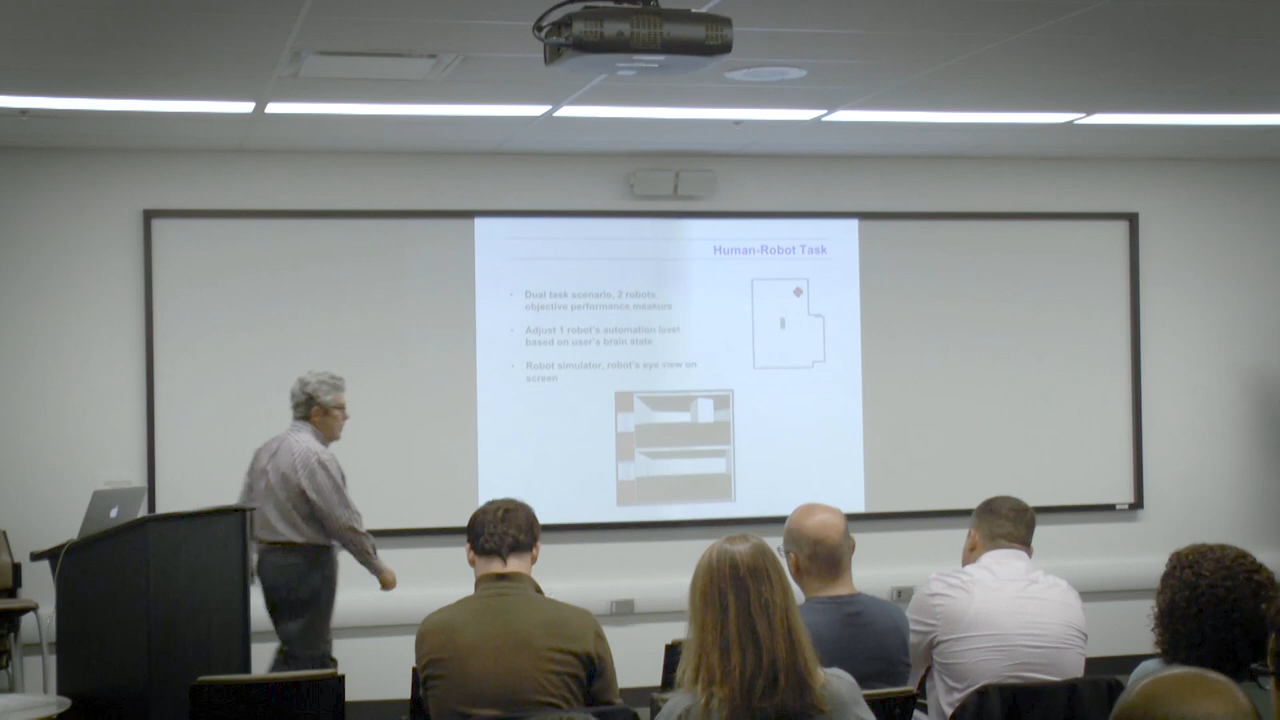 Human-Robot Task
• Dual task scenario, 2 robots,
objective performance measure
• Adjust 1 robot's automation level
based on user's brain state
• Robot simulator, robot's eye view on
screen